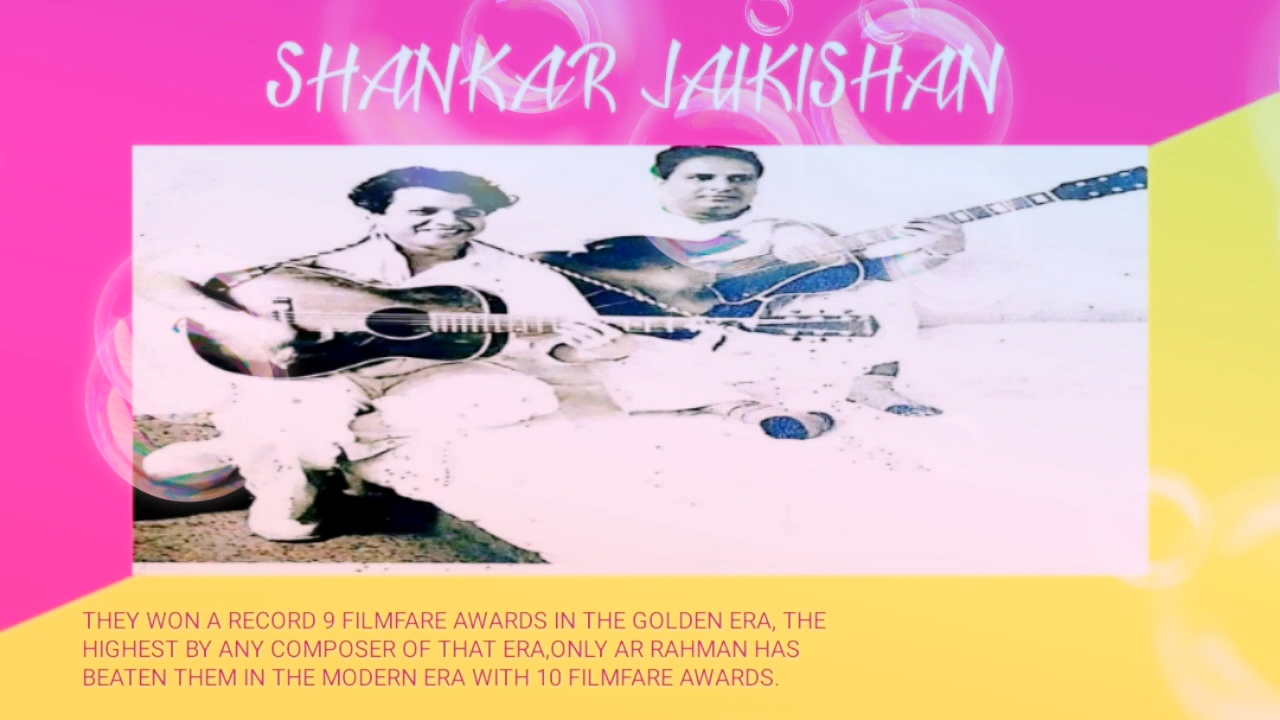 SHANKAR JAIKISHAN
THEY WON A RECORD 9 FILMFARE AWARDS IN THE GOLDEN ERA, THE
HIGHEST BY ANY COMPOSER OF THAT ERA,ONLY AR RAHMAN HAS
BEATEN THEM IN THE MODERN ERA WITH 10 FILMFARE AWARDS.